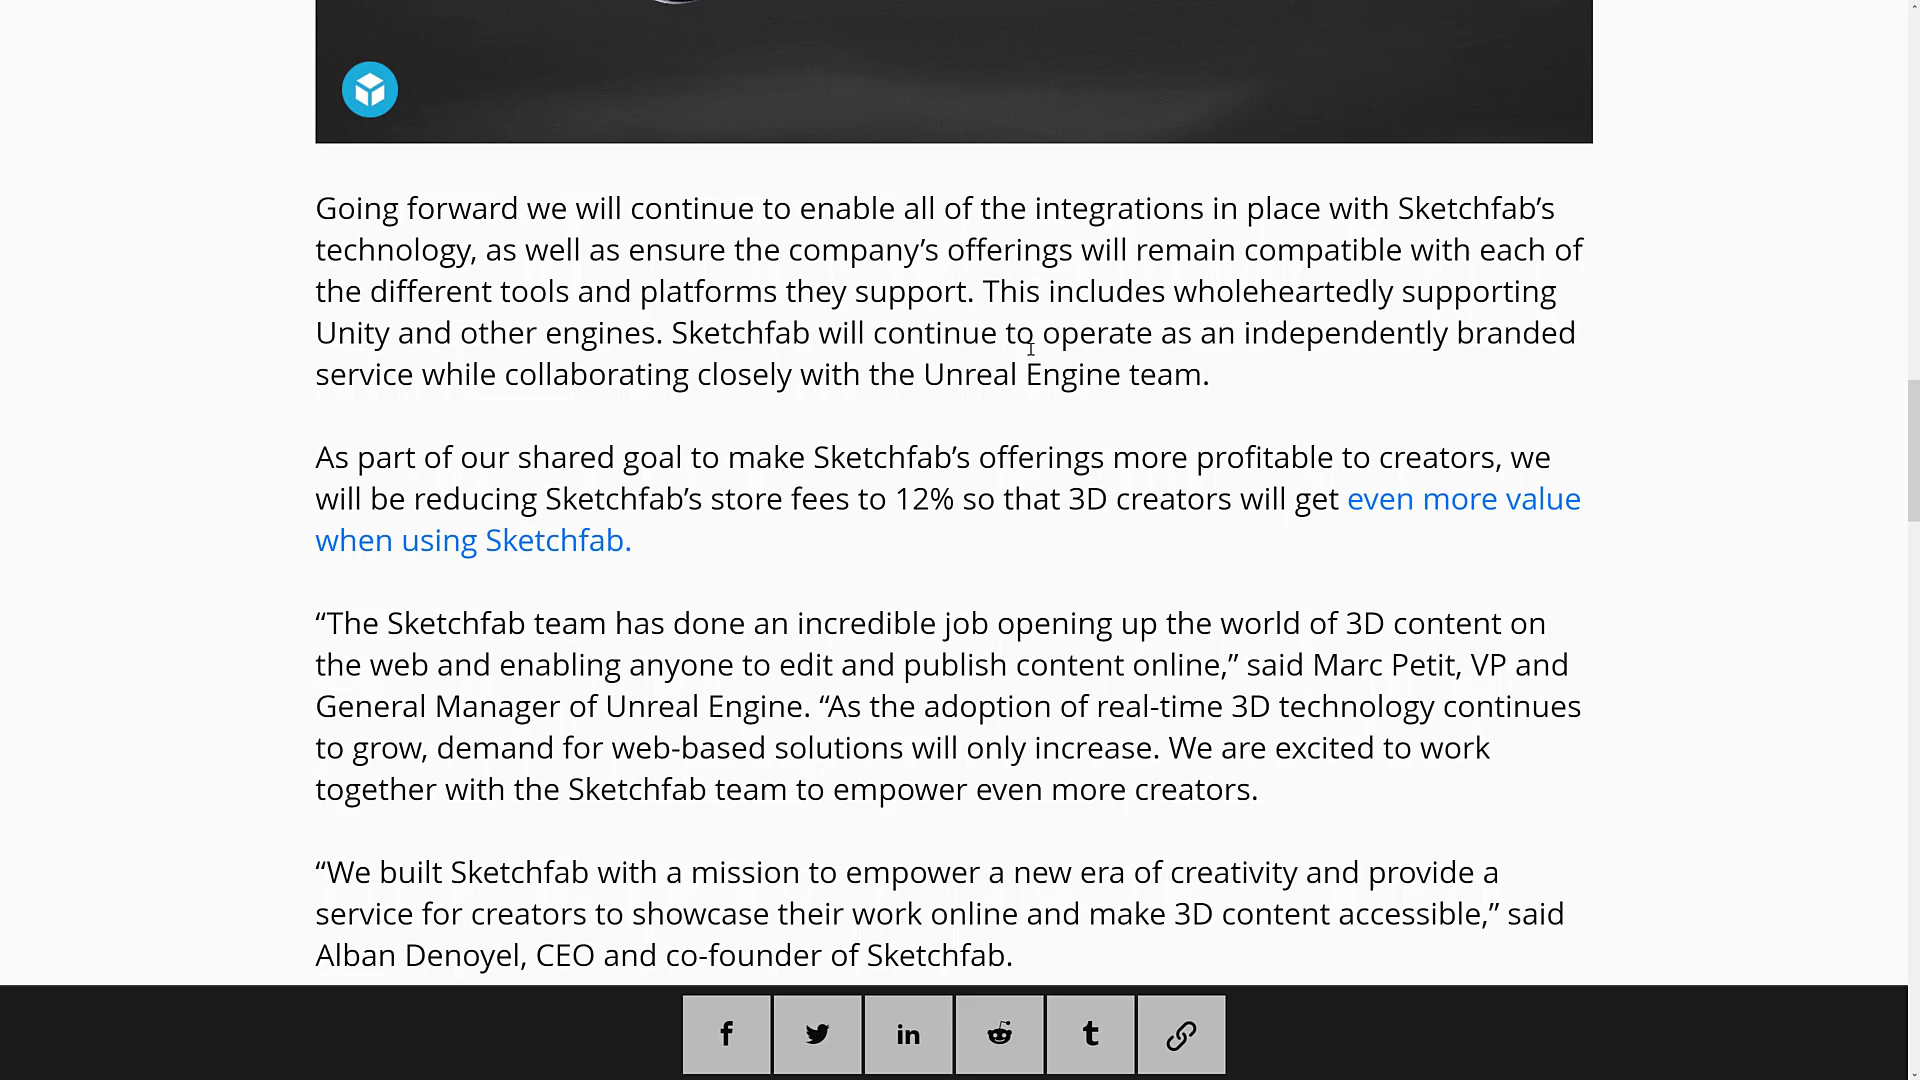 Going forward we will continue to enable all of the integrations in place with Sketchfab’s
technology, as well as ensure the company’s offerings will remain compatible with each of
the different tools and platforms they support. This includes wholeheartedly supporting
Unity and other engines. Sketchfab will continue to operate as an independently branded
service while collaborating closely with the Unreal Engine team.
As part of our shared goal to make Sketchfab’s offerings more profitable to creators, we
will be reducing Sketchfab’s store fees to 12% so that 3D creators will get even more value
when using Sketchfab.
“The Sketchfab team has done an incredible job opening up the world of 3D content on
the web and enabling anyone to edit and publish content online,” said Marc Petit, VP and
General Manager of Unreal Engine. “As the adoption of real-time 3D technology continues
to grow, demand for web-based solutions will only increase. We are excited to work
together with the Sketchfab team to empower even more creators.
“We built Sketchfab with a mission to empower a new era of creativity and provide a
service for creators to showcase their work online and make 3D content accessible,” said
Alban Denoyel, CEO and co-founder of Sketchfab.